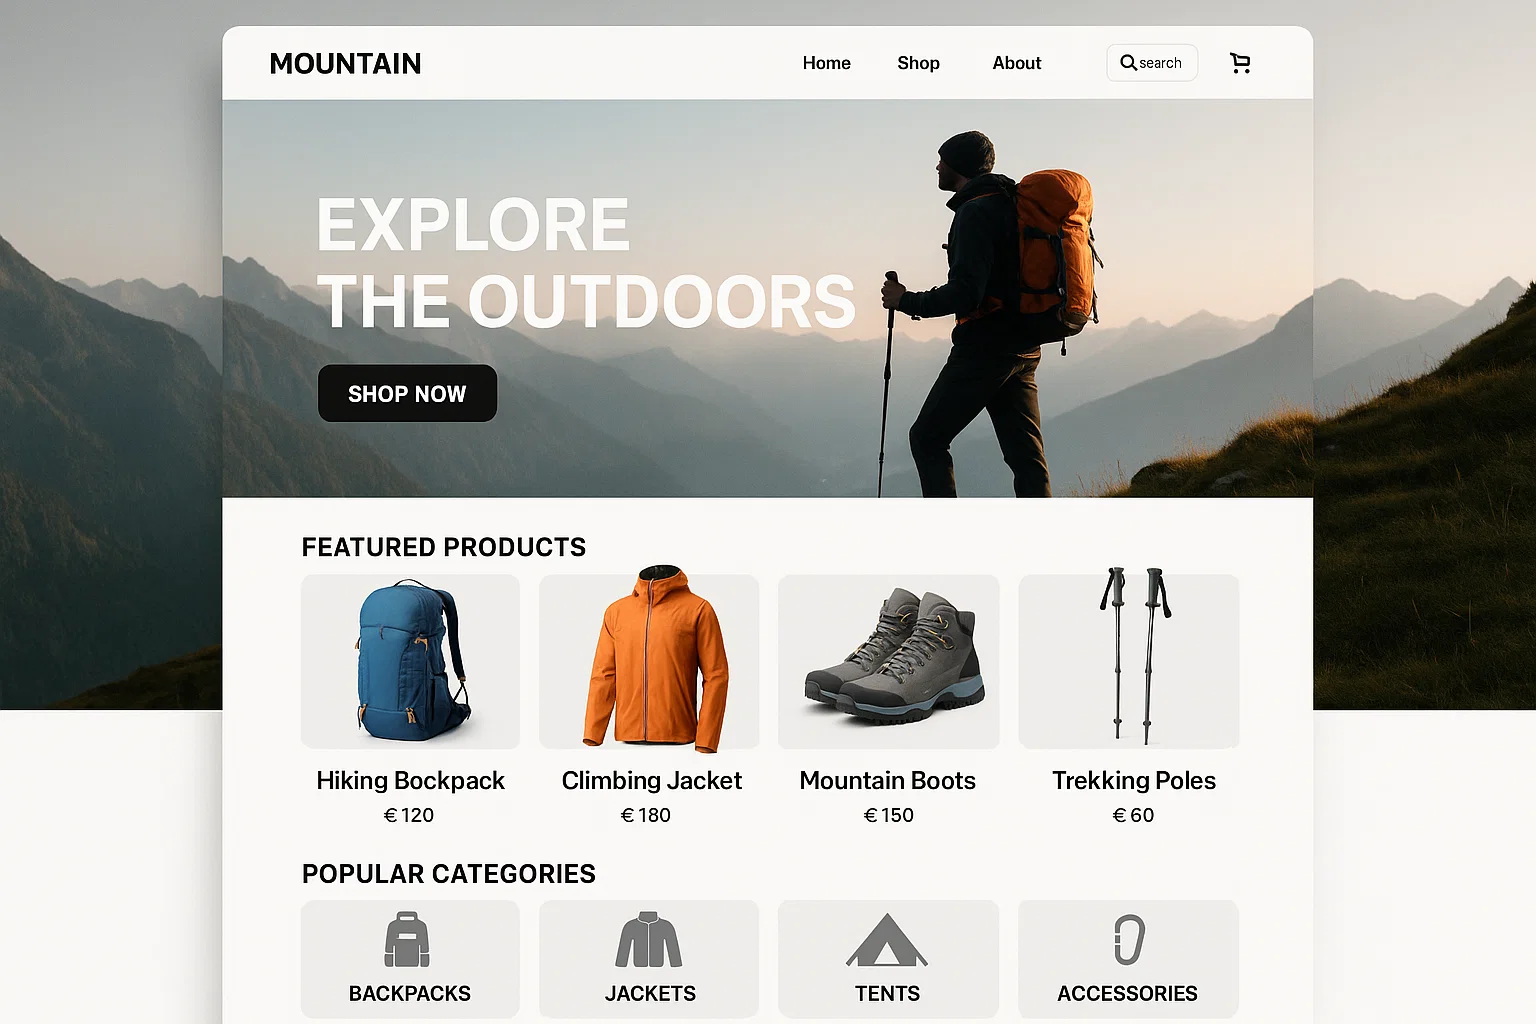 MOUNTAIN
Home Shop About search
EXPLORE
THE OUTDOORS
SHOP NOW
FEATURED PRODUCTS
Hiking Bockpack Climbing Jacket Mountain Boots Trekking Poles
€ 120 € 180 € 150 € 60
POPULAR CATEGORIES
BACKPACKS JACKETS TENTS ACCESSORIES